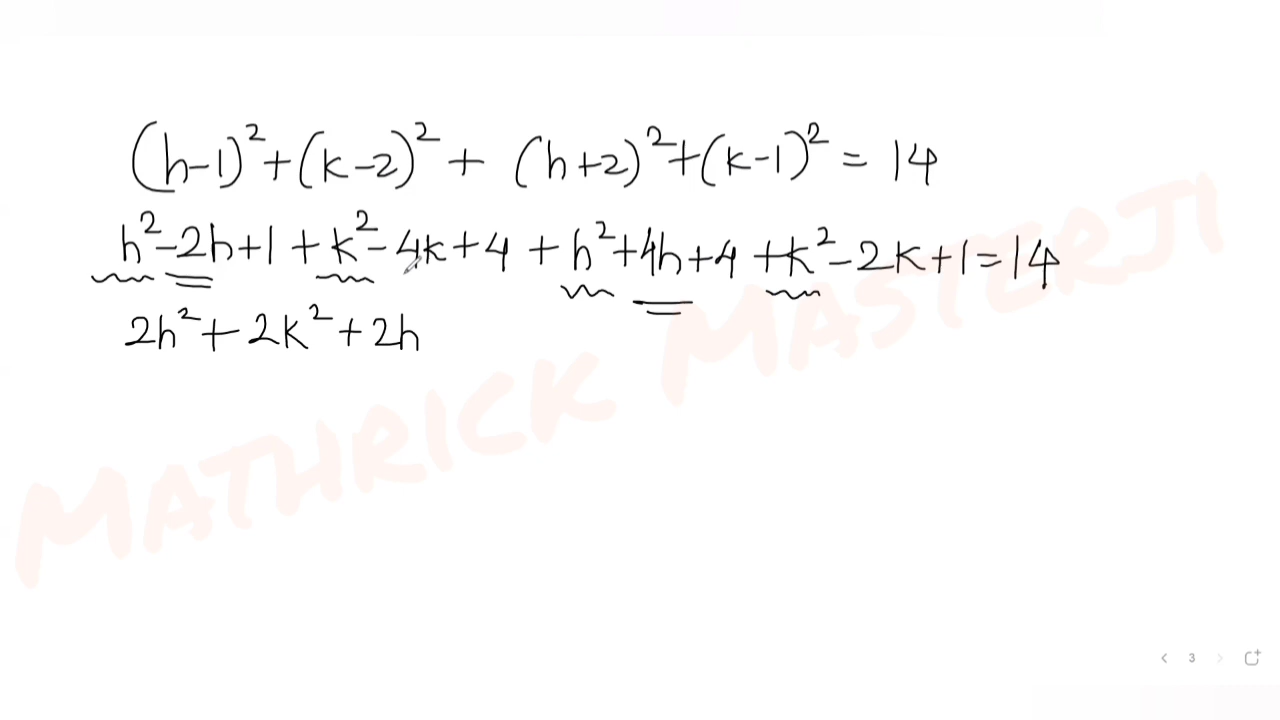 (h-1)²+(k-2)² + (h+2)²+(k-1)² = 14
h²-2h+1 + k²-4k+4 + h²+4h+4 +k²-2k+1=14
2h²+2k²+2h
MATHRICK MASTERJI
3